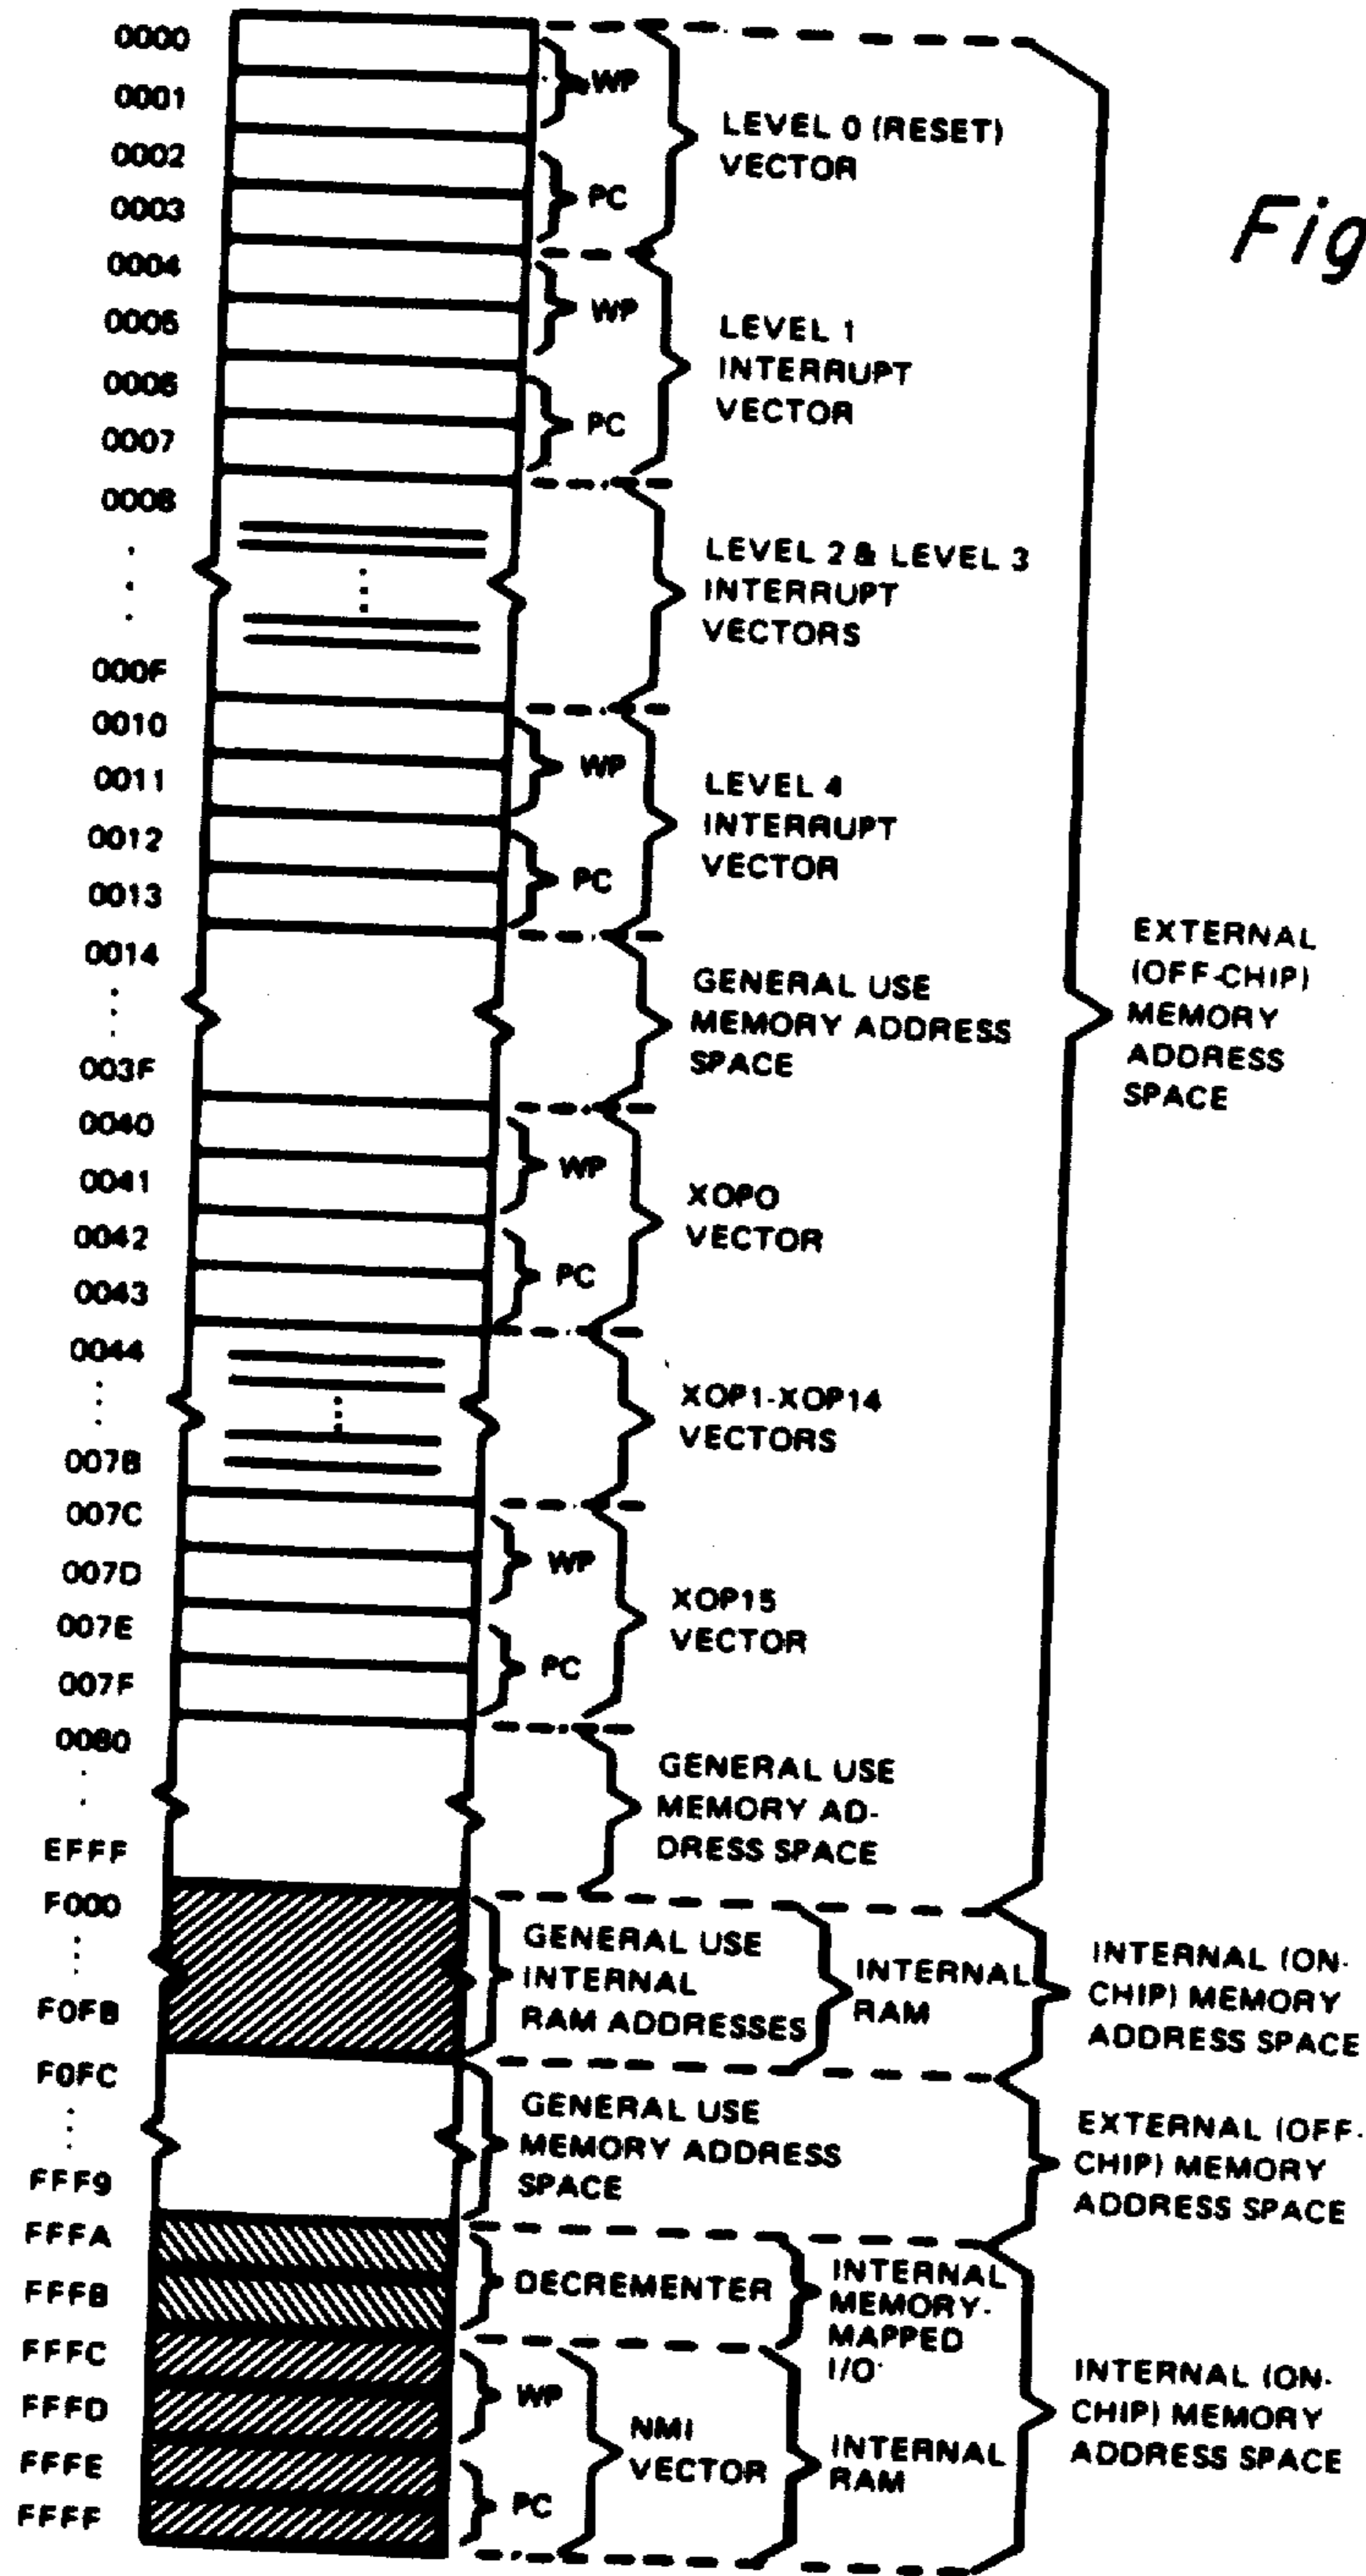 Fig
0000
0001
WP
0002
0003
PC
LEVEL 0 (RESET)
VECTOR
0004
0005
WP
0006
0007
PC
LEVEL 1
INTERRUPT
VECTOR
0008
000F
LEVEL 2 & LEVEL 3
INTERRUPT
VECTORS
0010
0011
WP
0012
0013
PC
LEVEL 4
INTERRUPT
VECTOR
0014
003F
GENERAL USE
MEMORY ADDRESS
SPACE
EXTERNAL
(OFF-CHIP)
MEMORY
ADDRESS
SPACE
0040
0041
WP
0042
0043
PC
XOP0
VECTOR
0044
007B
XOP1-XOP14
VECTORS
007C
007D
WP
007E
007F
PC
XOP15
VECTOR
0080
EFFF
GENERAL USE
MEMORY AD-
DRESS SPACE
F000
F0FB
GENERAL USE
INTERNAL
RAM ADDRESSES
INTERNAL
RAM
INTERNAL (ON-
CHIP) MEMORY
ADDRESS SPACE
F0FC
FFF9
GENERAL USE
MEMORY ADDRESS
SPACE
EXTERNAL (OFF-
CHIP) MEMORY
ADDRESS SPACE
FFFA
FFFB
DECREMENTER
INTERNAL
MEMORY-
MAPPED
I/O
FFFC
FFFD
WP
FFFE
FFFF
PC
NMI
VECTOR
INTERNAL
RAM
INTERNAL (ON-
CHIP) MEMORY
ADDRESS SPACE